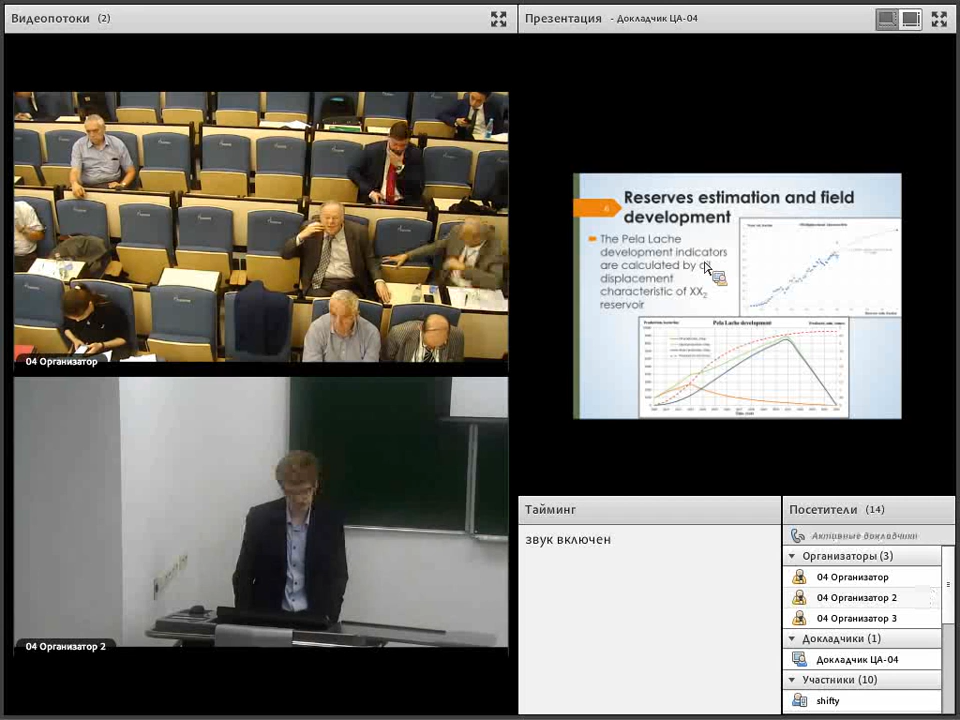 Видеопотоки (2)
04 Организатор
04 Организатор 2
Презентация - Докладчик ЦА-04
6
Reserves estimation and field
development
The Pela Lache
development indicators
are calculated by
displacement
characteristic of XX2
reservoir
Pela Lache development
Тайминг
звук включен
Посетители (14)
Активные докладчики
Организаторы (3)
04 Организатор
04 Организатор 2
04 Организатор 3
Докладчики (1)
Докладчик ЦА-04
Участники (10)
shifty